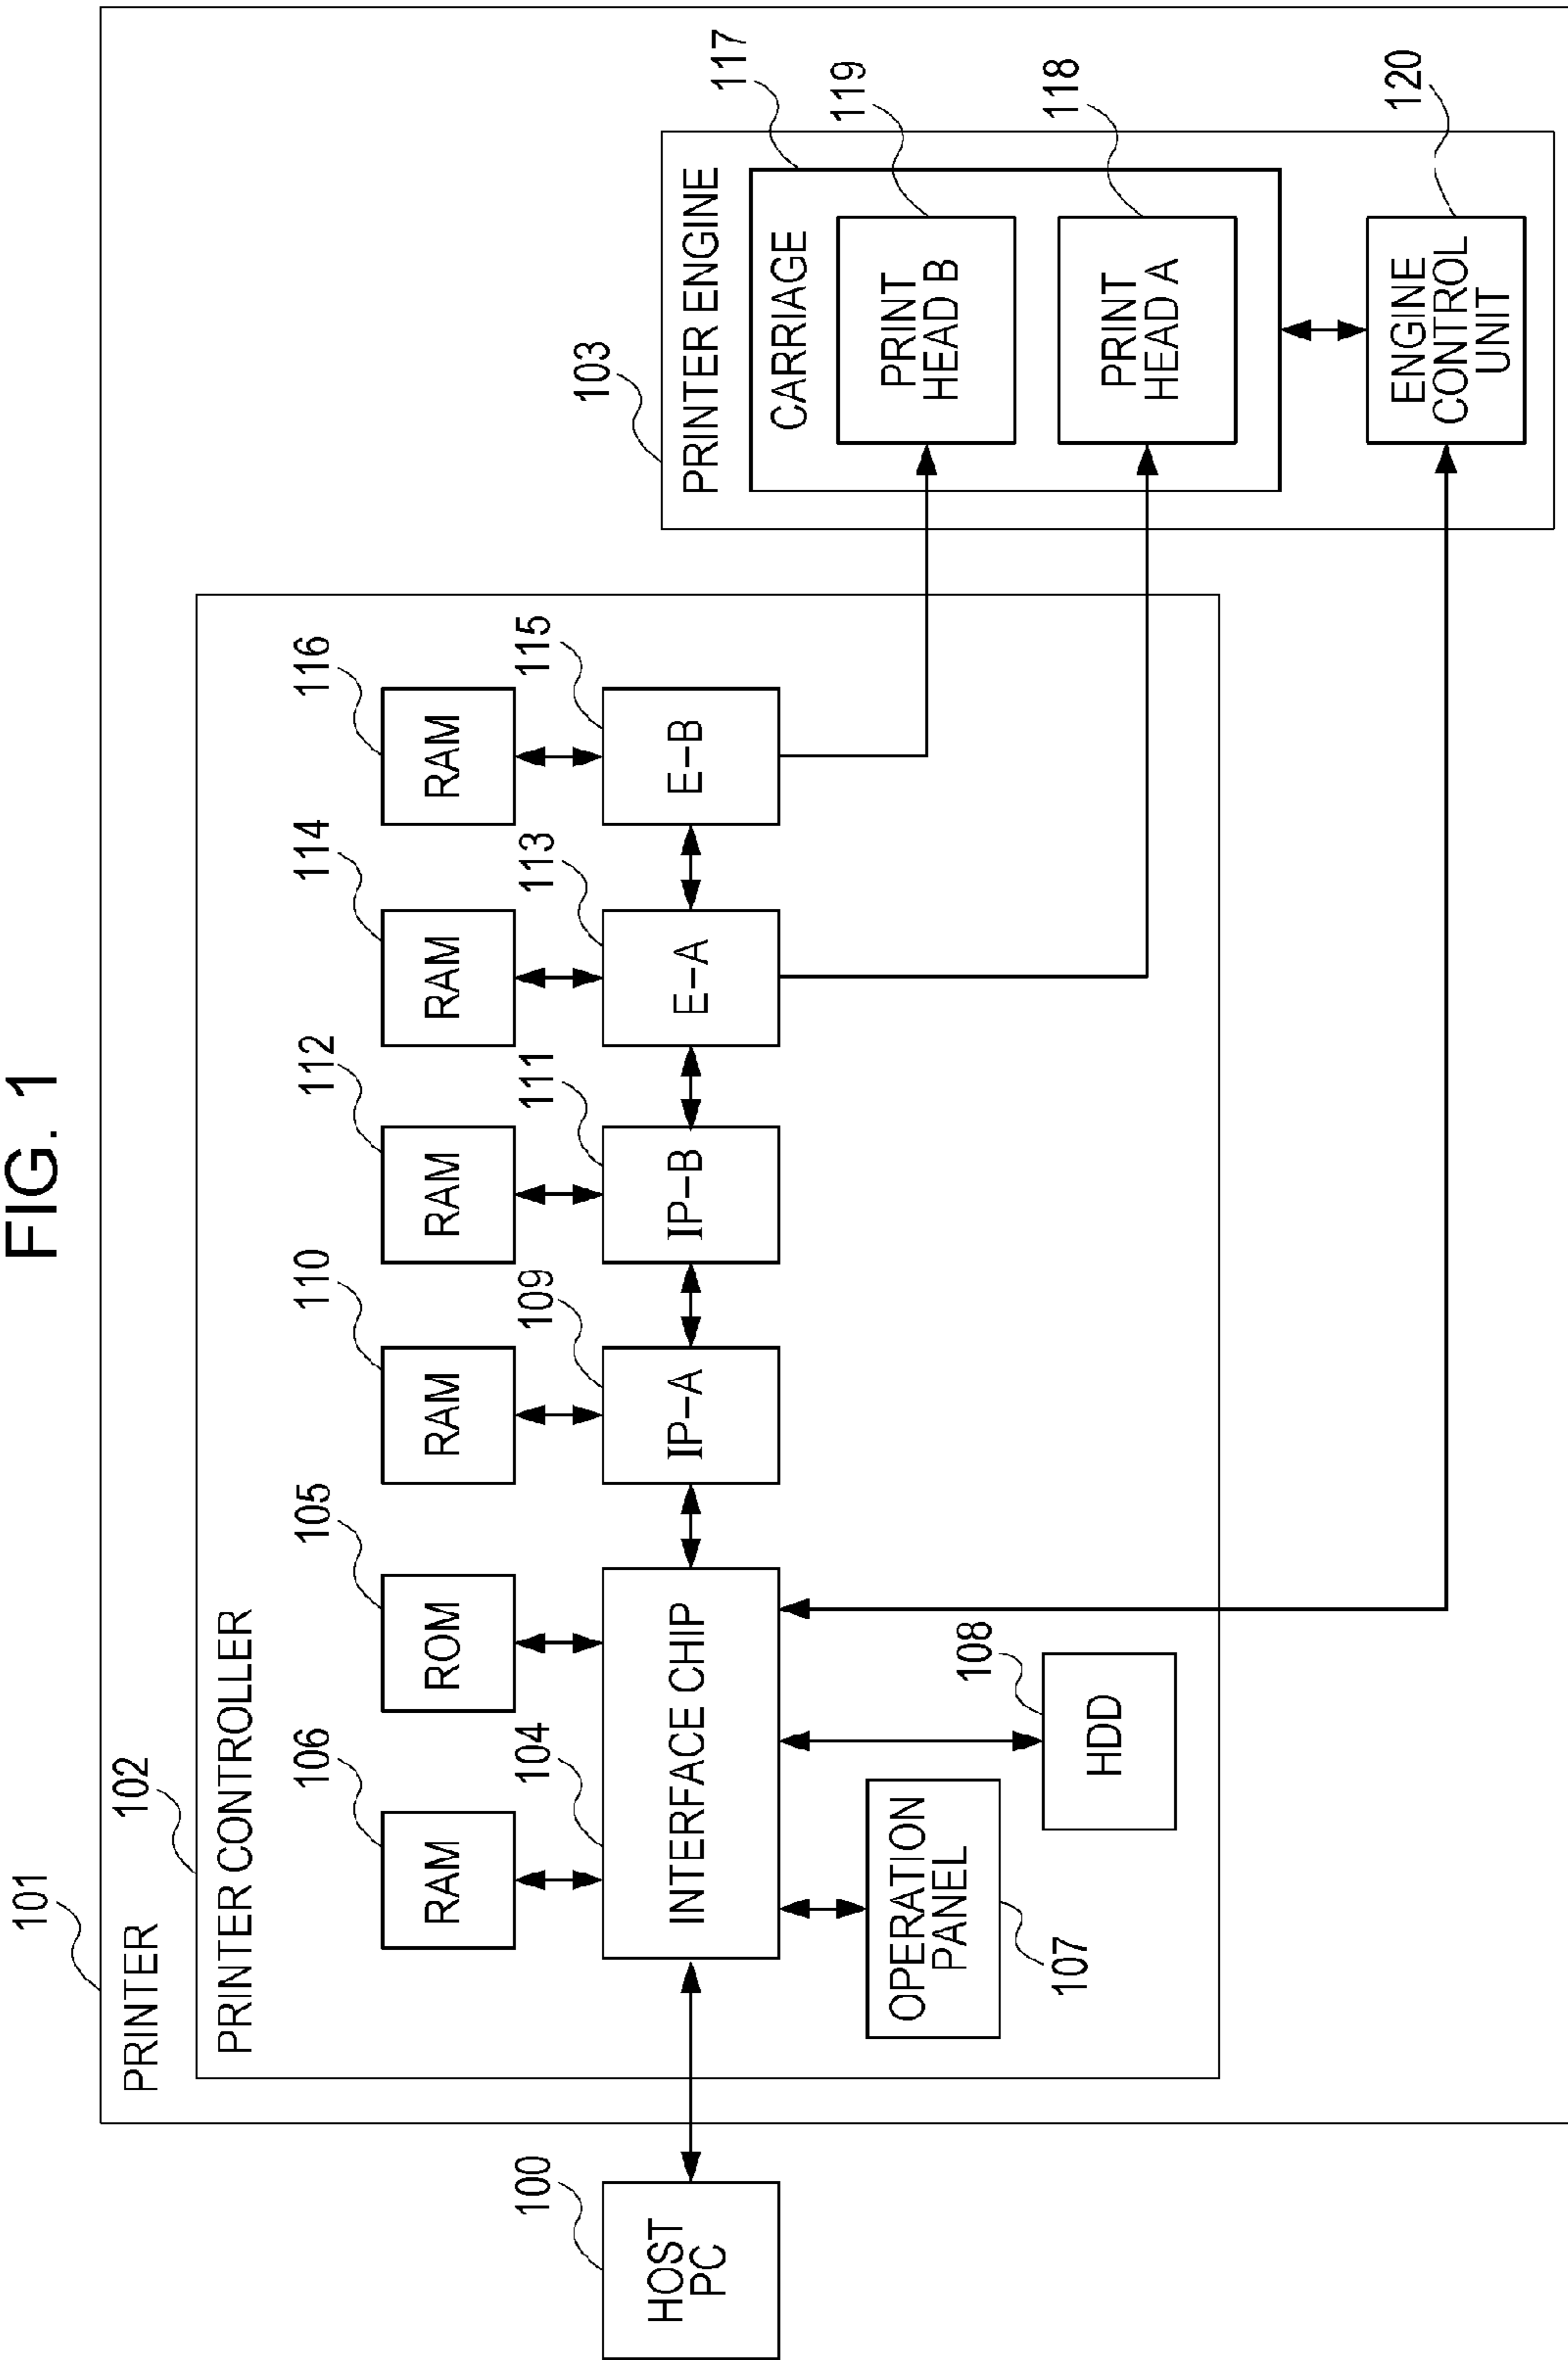 FIG. 1
101
PRINTER
102
PRINTER CONTROLLER
106
105
110
112
114
116
RAM
ROM
RAM
RAM
RAM
RAM
100
104
109
111
113
115
HOST
PC
INTERFACE CHIP
IP-A
IP-B
E-A
E-B
OPERATION
PANEL
107
108
HDD
103
PRINTER ENGINE
117
CARRIAGE
119
PRINT
HEAD B
118
PRINT
HEAD A
120
ENGINE
CONTROL
UNIT